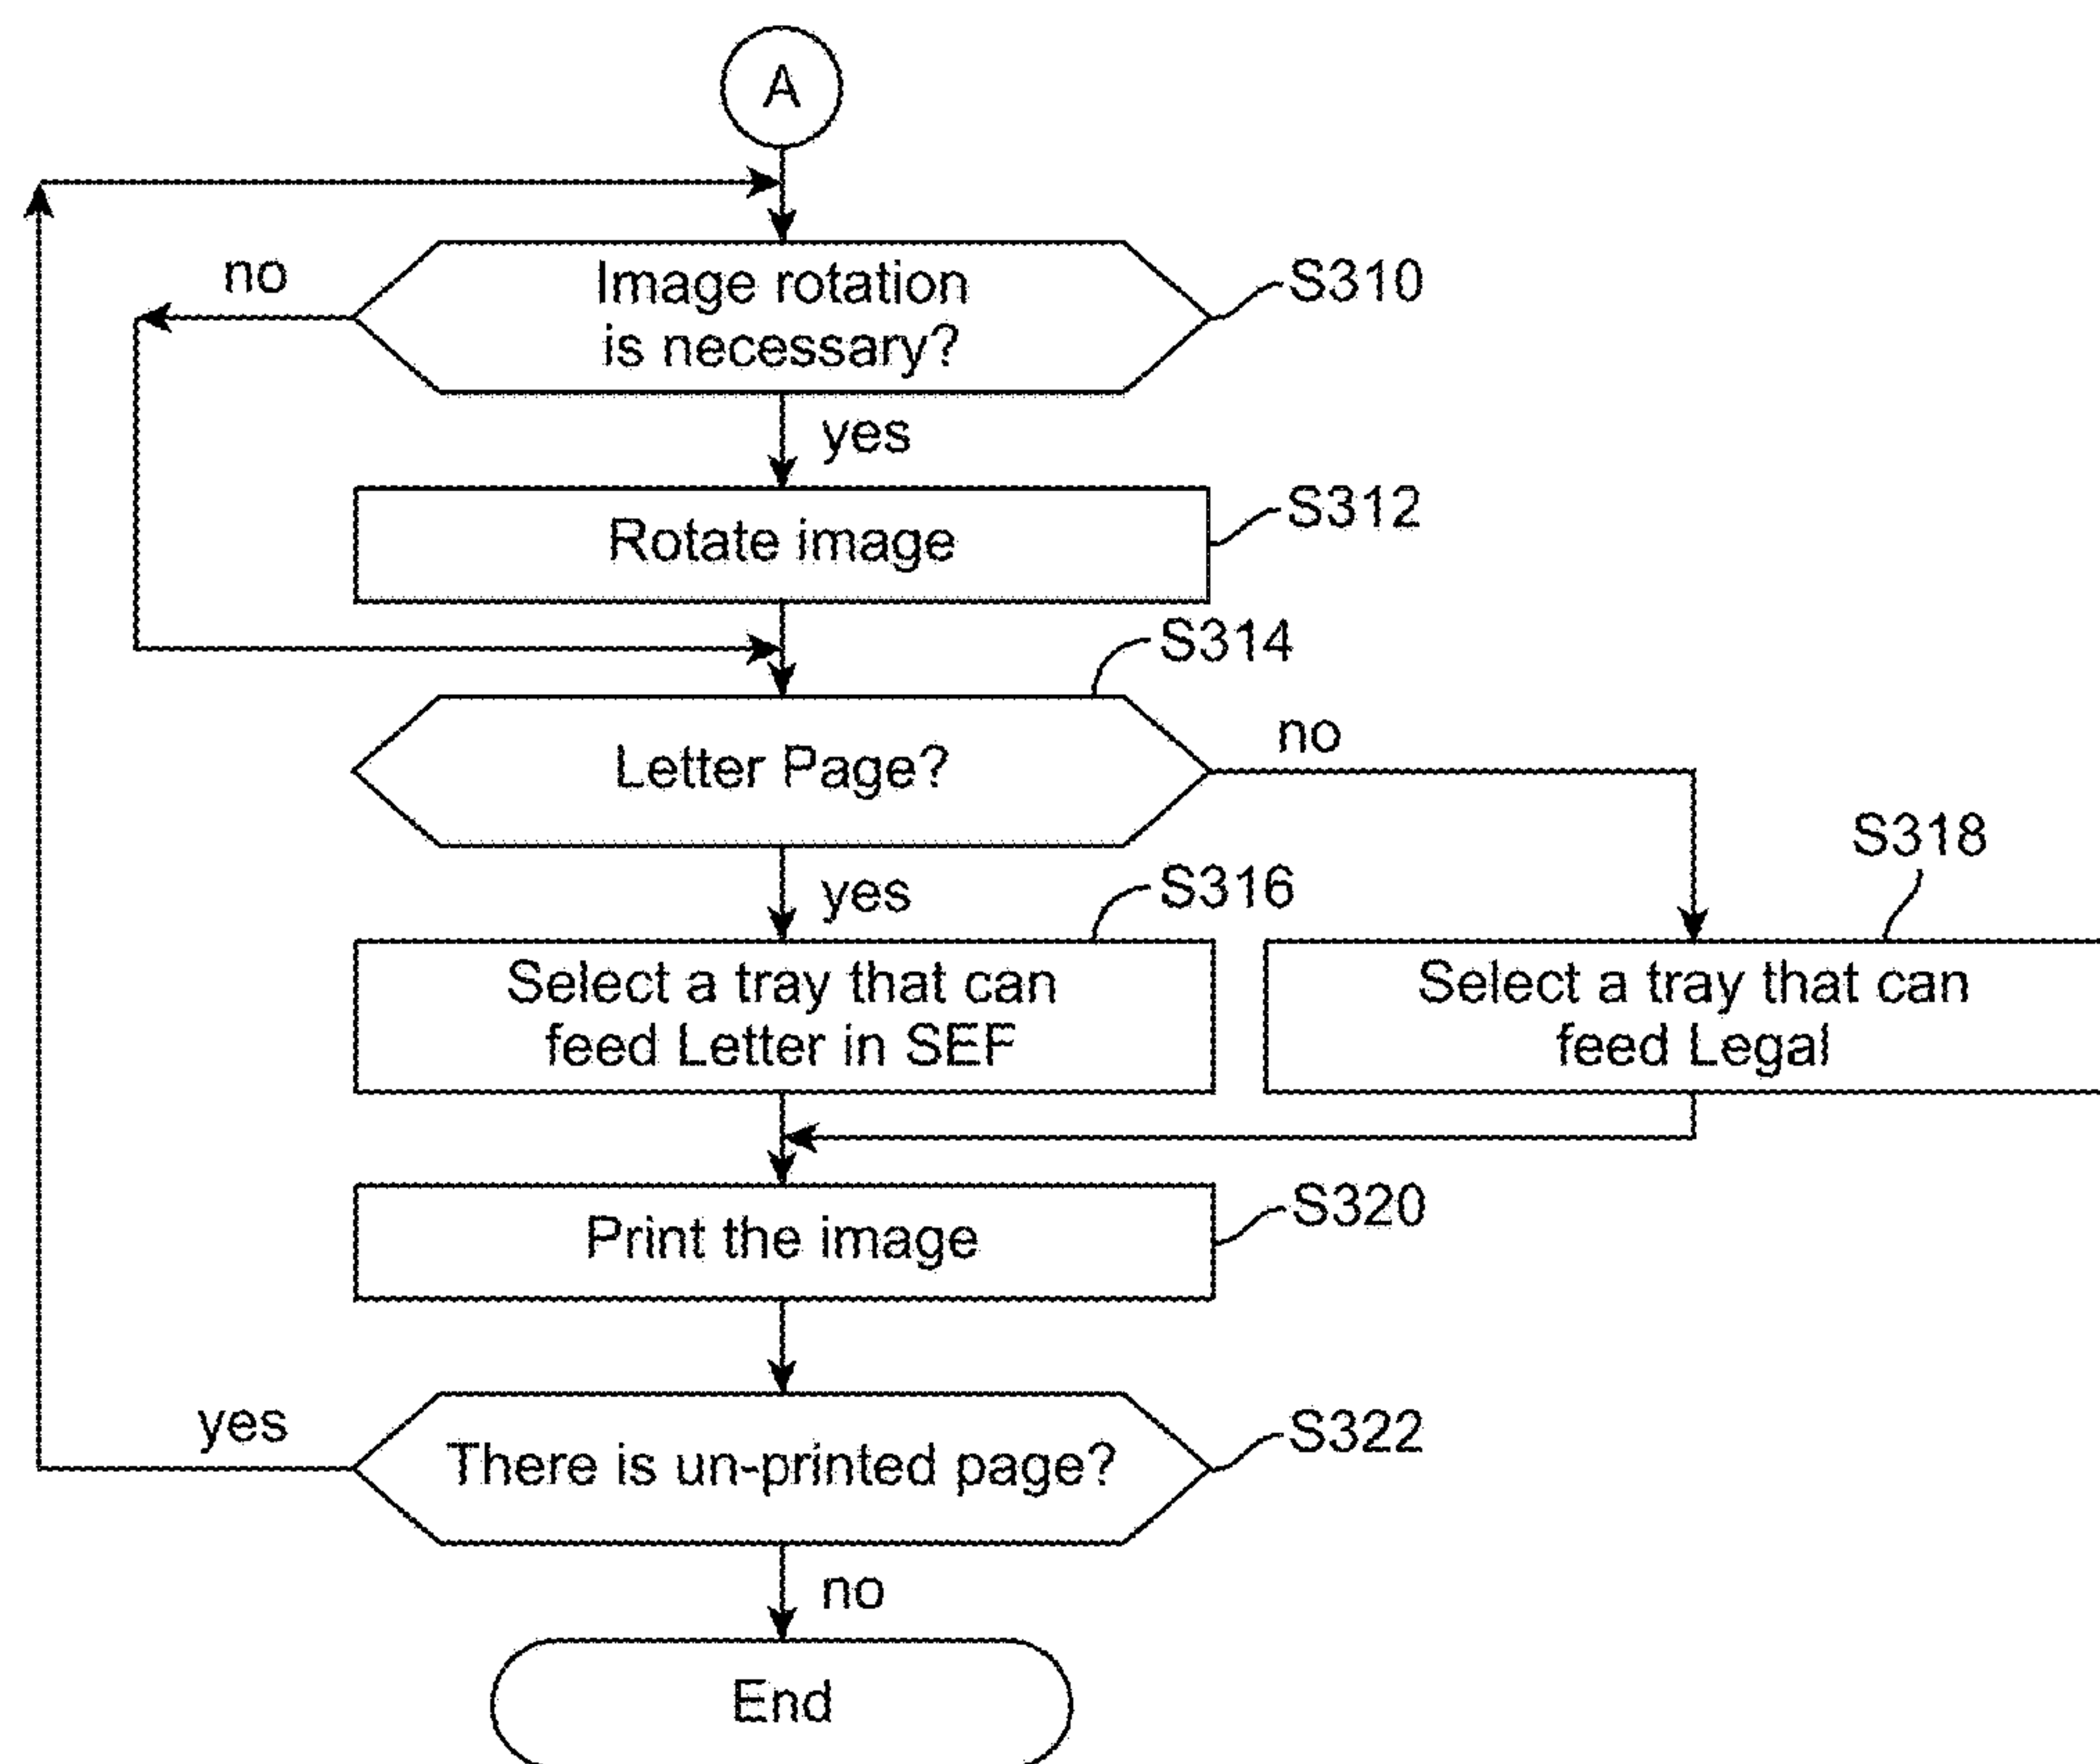 A
no
Image rotation
is necessary?
S310
yes
Rotate image
S312
S314
Letter Page?
no
yes
S316
S318
Select a tray that can
feed Letter in SEF
Select a tray that can
feed Legal
Print the image
S320
yes
There is un-printed page?
S322
no
End